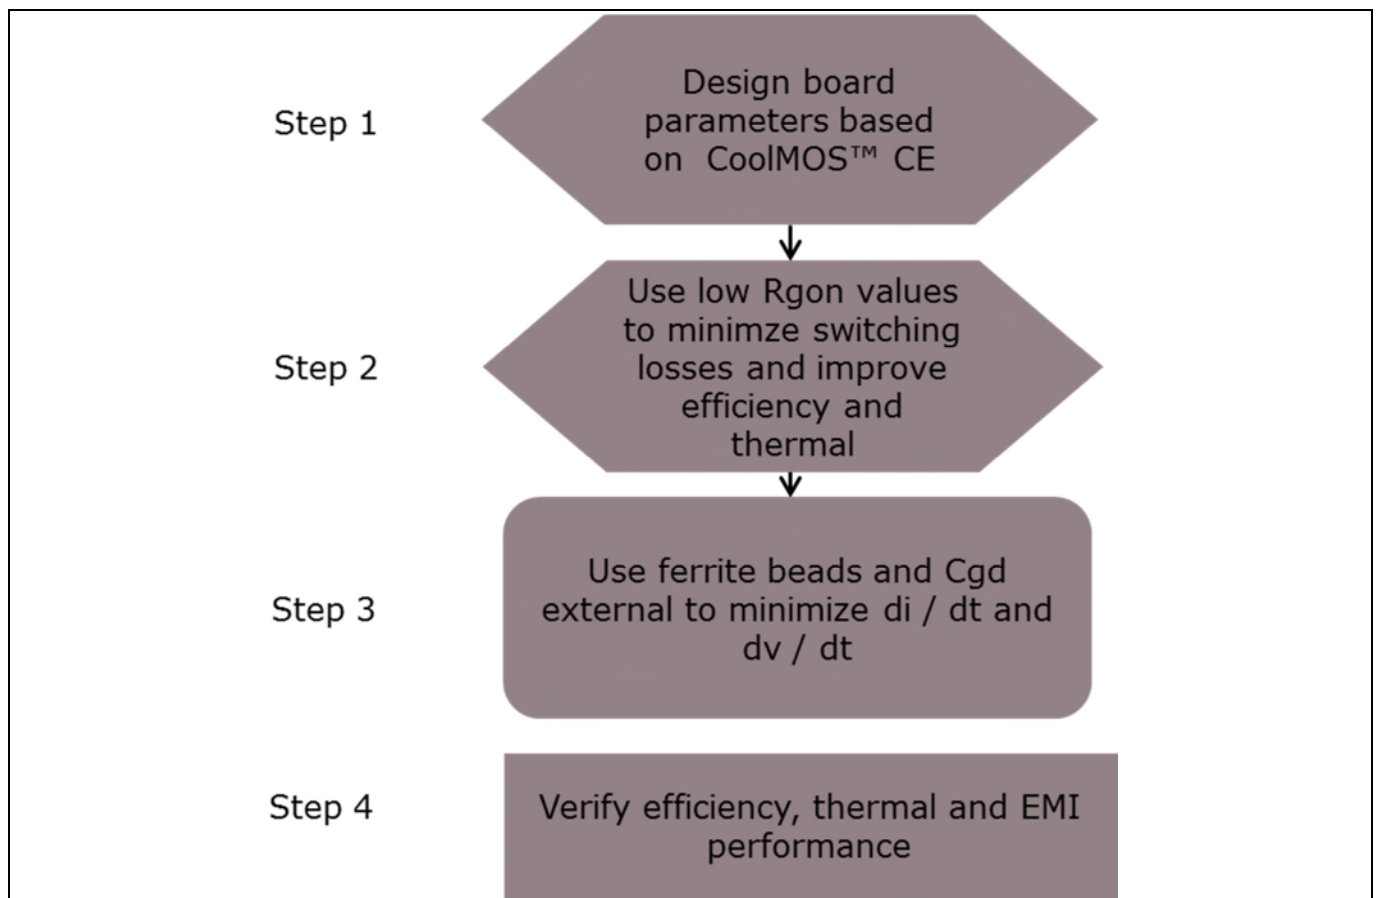 Step 1
Design board
parameters based
on CoolMOS™ CE
Step 2
Use low Rgon values
to minimze switching
losses and improve
efficiency and
thermal
Step 3
Use ferrite beads and Cgd
external to minimize di / dt and
dv / dt
Step 4
Verify efficiency, thermal and EMI
performance